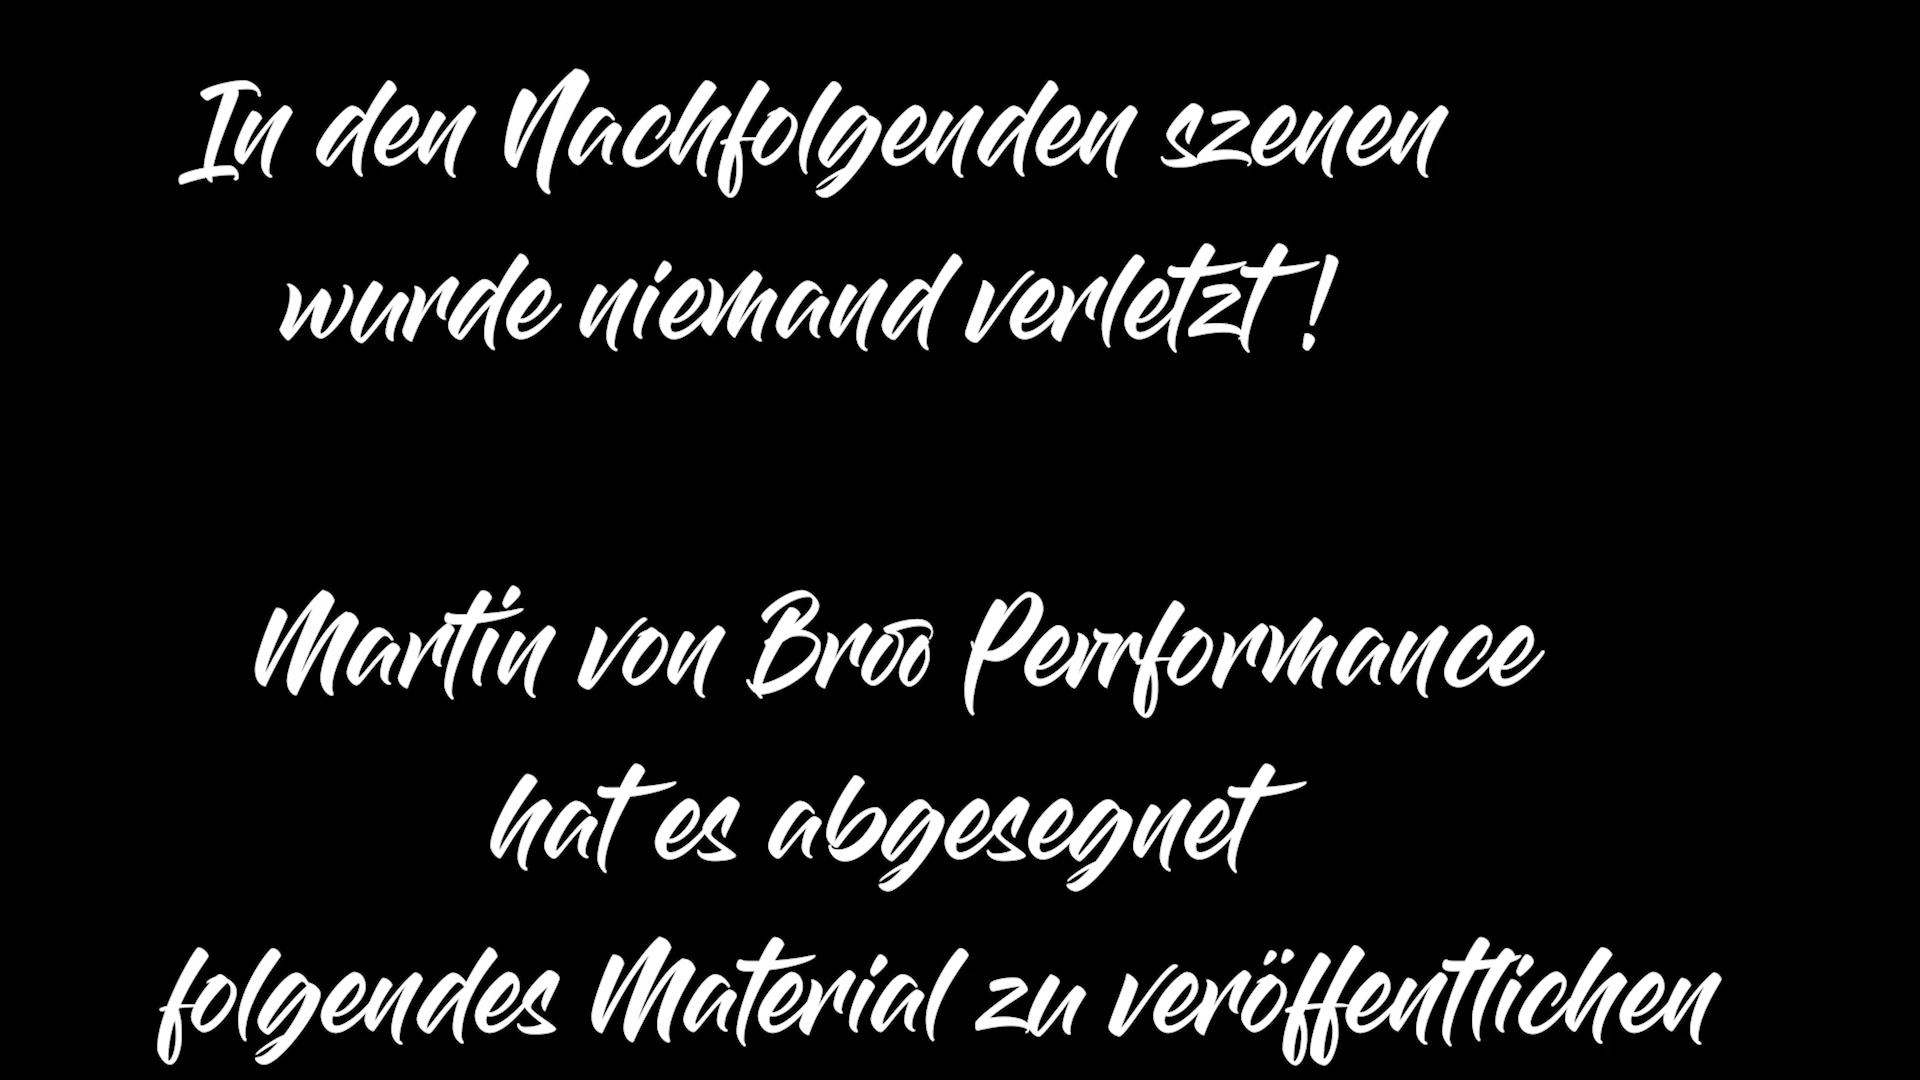 In den Nachfolgenden szenen
wurde niemand verletzt !
Martin von Broo Perrformance
hat es abgesegnet
folgendes Material zu veröffentlichen